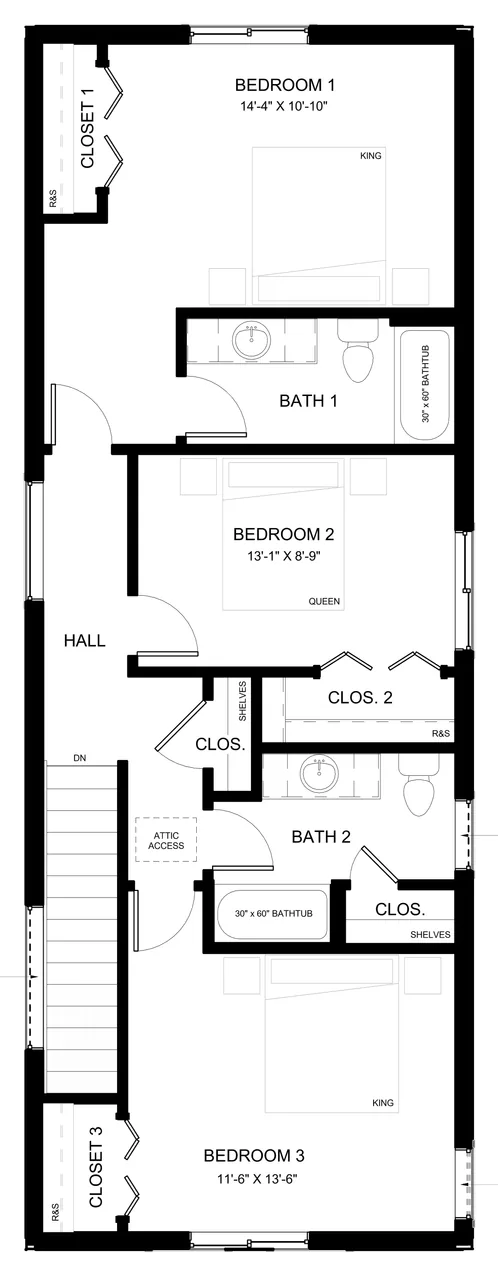 BEDROOM 1
14'-4" X 10'-10"
CLOSET 1
R&S
KING
30" x 60" BATHTUB
BATH 1
BEDROOM 2
13'-1" X 8'-9"
QUEEN
HALL
SHELVES
CLOS. 2
R&S
CLOS.
DN
ATTIC
ACCESS
BATH 2
30" x 60" BATHTUB
CLOS.
SHELVES
KING
BEDROOM 3
11'-6" X 13'-6"
CLOSET 3
R&S